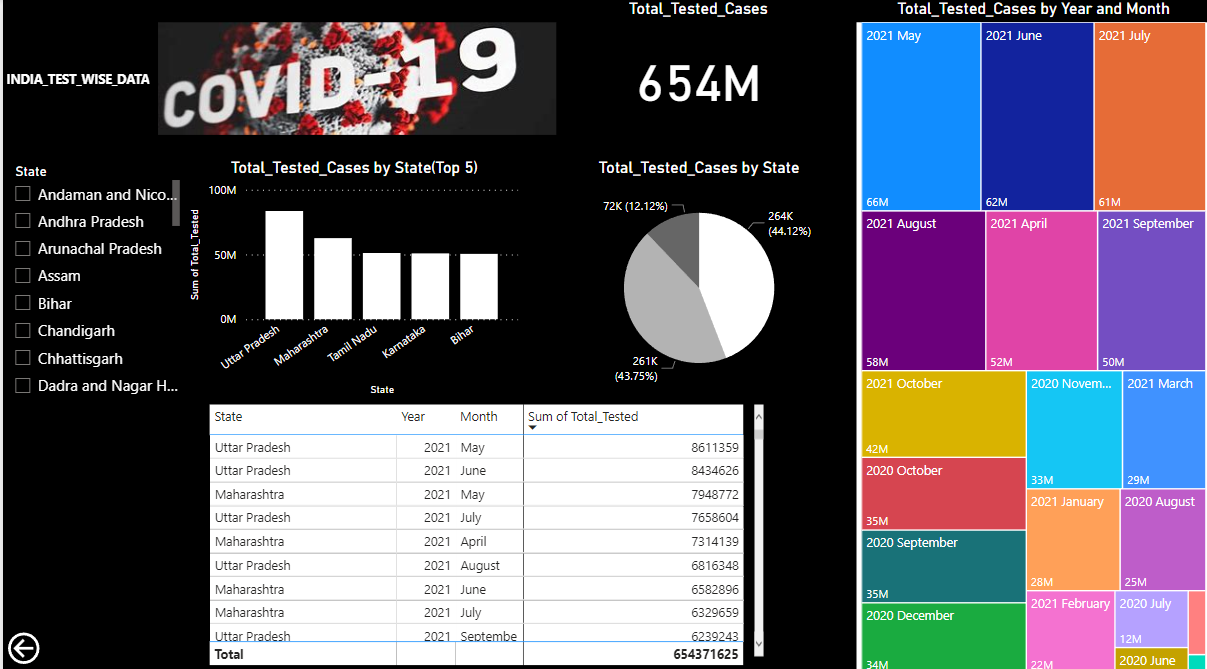 INDIA_TEST_WISE_DATA
COVID-19
Total_Tested_Cases
654M
State
Andaman and Nico...
Andhra Pradesh
Arunachal Pradesh
Assam
Bihar
Chandigarh
Chhattisgarh
Dadra and Nagar H...
Total_Tested_Cases by State(Top 5)
Sum of Total_Tested
100M
50M
0M
Uttar Pradesh
Maharashtra
Tamil Nadu
Karnataka
Bihar
State
Total_Tested_Cases by State
72K (12.12%)
264K
(44.12%)
261K
(43.75%)
State Year Month Sum of Total_Tested
Uttar Pradesh 2021 May 8611359
Uttar Pradesh 2021 June 8434626
Maharashtra 2021 May 7948772
Uttar Pradesh 2021 July 7658604
Maharashtra 2021 April 7314139
Uttar Pradesh 2021 August 6816348
Maharashtra 2021 June 6582896
Maharashtra 2021 July 6329659
Uttar Pradesh 2021 Septembe 6239243
Total 654371625
Total_Tested_Cases by Year and Month
2021 May
66M
2021 June
62M
2021 July
61M
2021 August
58M
2021 April
52M
2021 September
50M
2021 October
42M
2020 October
35M
2020 September
35M
2020 December
34M
2020 Novem...
33M
2021 March
29M
2021 January
28M
2020 August
25M
2021 February
22M
2020 July
12M
2020 June